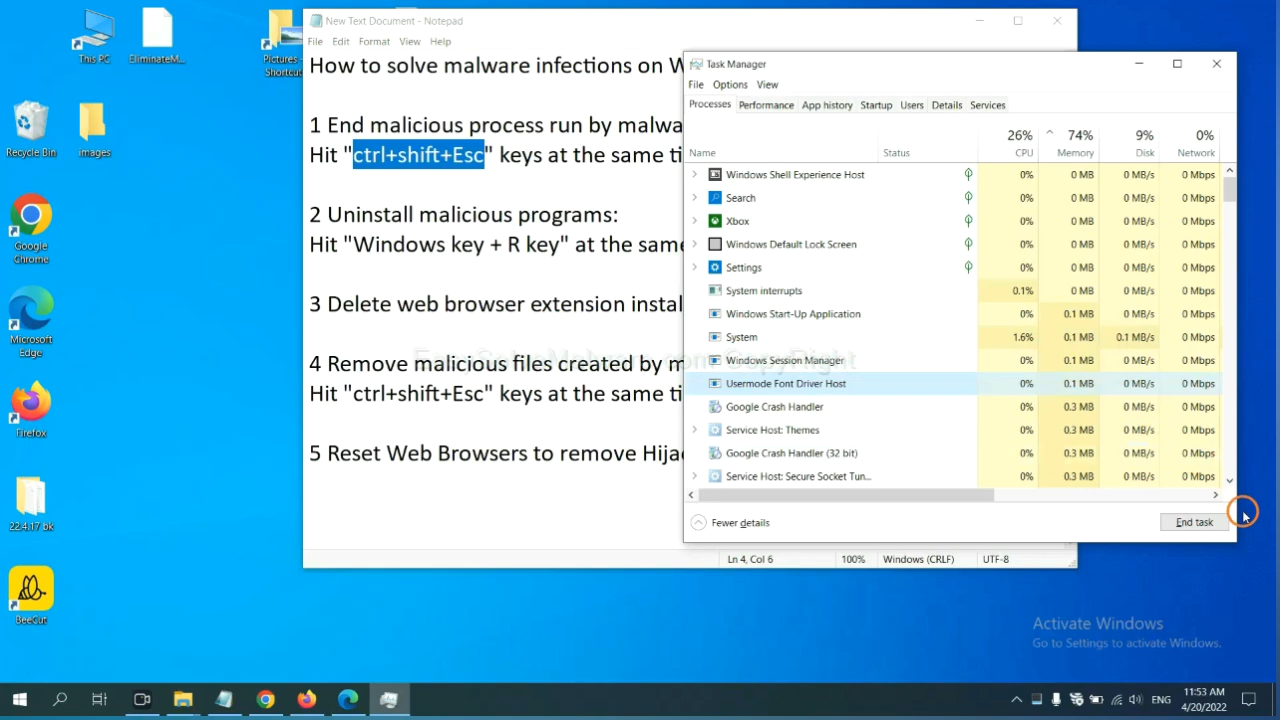 This PC
EliminateM...
Pictures -
Shortcut
Recycle Bin
images
Google
Chrome
Microsoft
Edge
Firefox
22.4.17 bk
BeeCut
New Text Document - Notepad
File Edit Format View Help
How to solve malware infections on W
1 End malicious process run by malwa
Hit "ctrl+shift+Esc" keys at the same ti
2 Uninstall malicious programs:
Hit "Windows key + R key" at the same
3 Delete web browser extension instal
4 Remove malicious files created by m
Hit "ctrl+shift+Esc" keys at the same ti
5 Reset Web Browsers to remove Hijac
Ln 4, Col 6 100% Windows (CRLF) UTF-8
Task Manager
File Options View
Processes Performance App history Startup Users Details Services
26% 74% 9% 0%
Name Status CPU Memory Disk Network
Windows Shell Experience Host 0% 0 MB 0 MB/s 0 Mbps
Search 0% 0 MB 0 MB/s 0 Mbps
Xbox 0% 0 MB 0 MB/s 0 Mbps
Windows Default Lock Screen 0% 0 MB 0 MB/s 0 Mbps
Settings 0% 0 MB 0 MB/s 0 Mbps
System interrupts 0.1% 0 MB 0 MB/s 0 Mbps
Windows Start-Up Application 0% 0.1 MB 0 MB/s 0 Mbps
System 1.6% 0.1 MB 0.1 MB/s 0 Mbps
Windows Session Manager 0% 0.1 MB 0 MB/s 0 Mbps
Usermode Font Driver Host 0% 0.1 MB 0 MB/s 0 Mbps
Google Crash Handler 0% 0.3 MB 0 MB/s 0 Mbps
Service Host: Themes 0% 0.3 MB 0 MB/s 0 Mbps
Google Crash Handler (32 bit) 0% 0.3 MB 0 MB/s 0 Mbps
Service Host: Secure Socket Tun... 0% 0.3 MB 0 MB/s 0 Mbps
Fewer details End task
Activate Windows
Go to Settings to activate Windows.
ENG
11:53 AM
4/20/2022